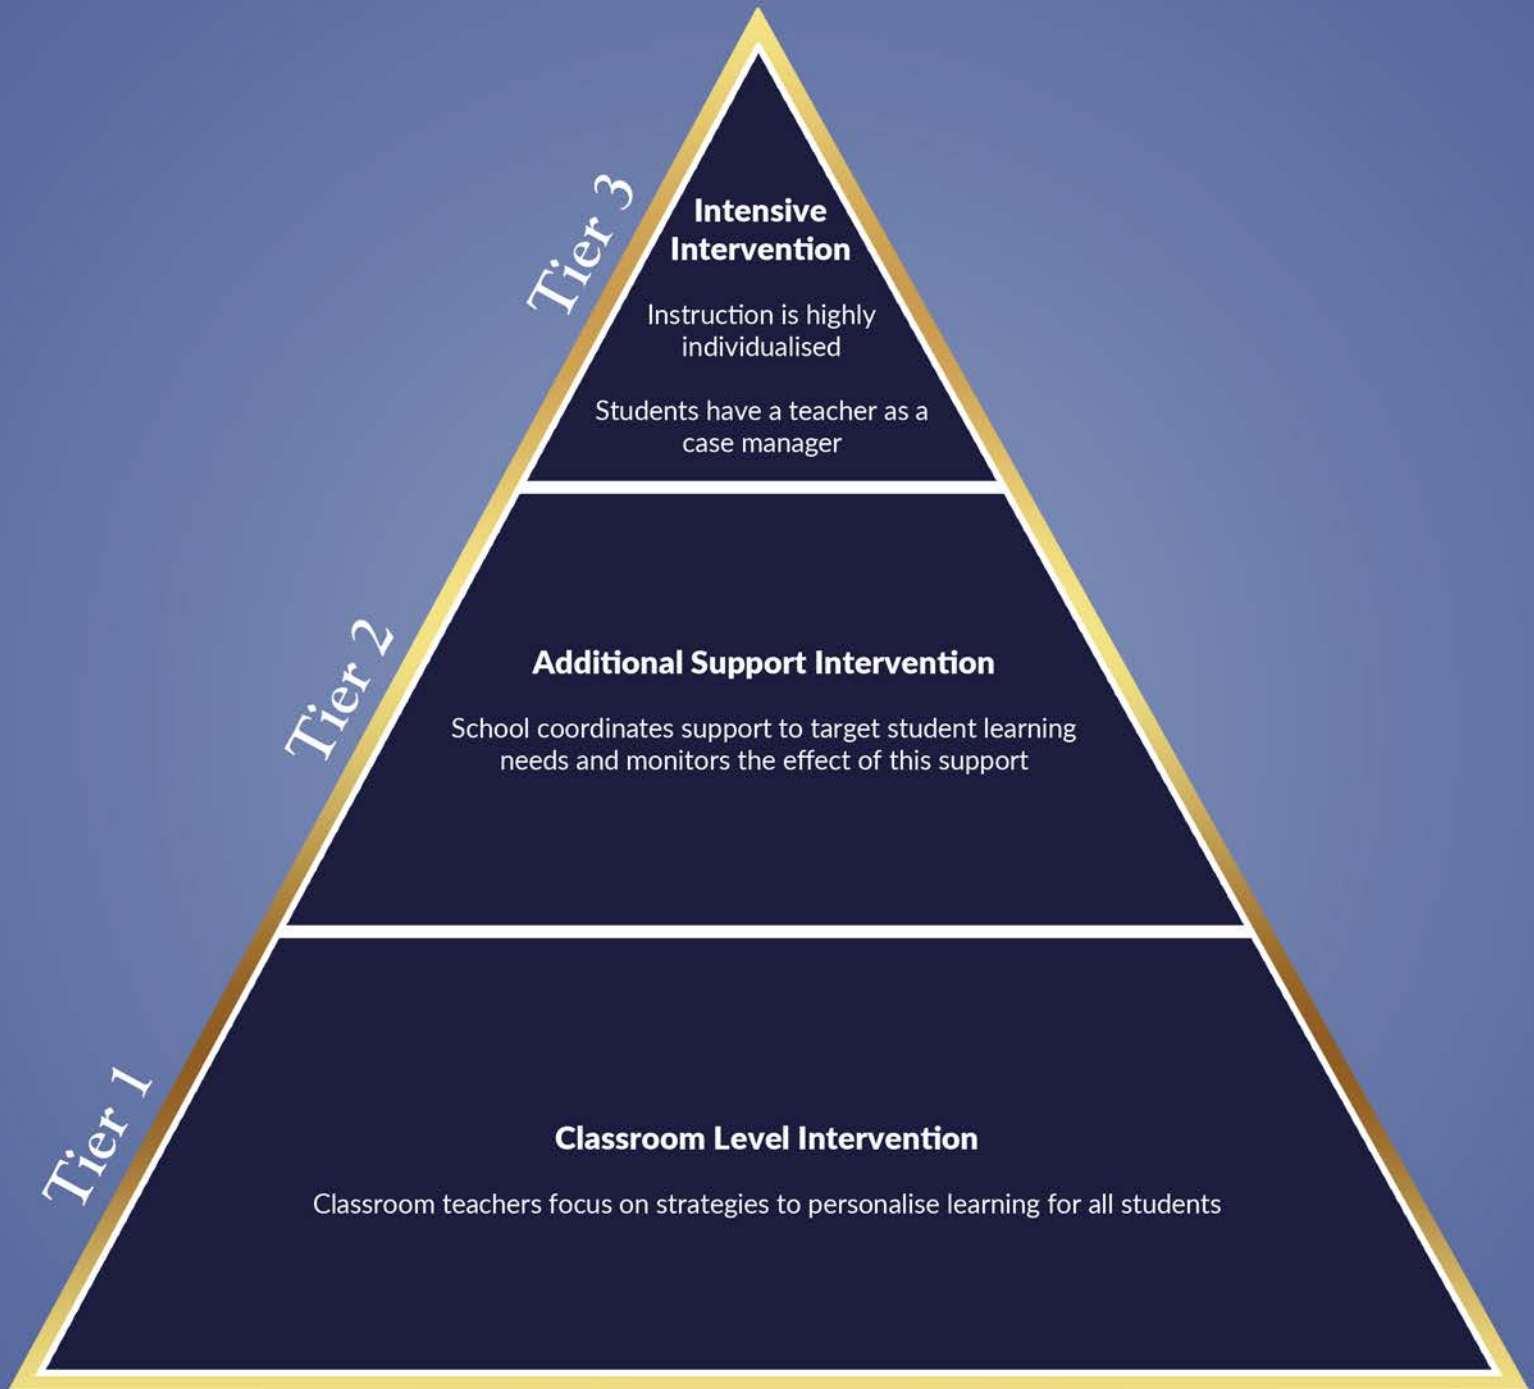 Tier 3
Intensive
Intervention
Instruction is highly
individualised
Students have a teacher as a
case manager
Tier 2
Additional Support Intervention
School coordinates support to target student learning
needs and monitors the effect of this support
Tier 1
Classroom Level Intervention
Classroom teachers focus on strategies to personalise learning for all students